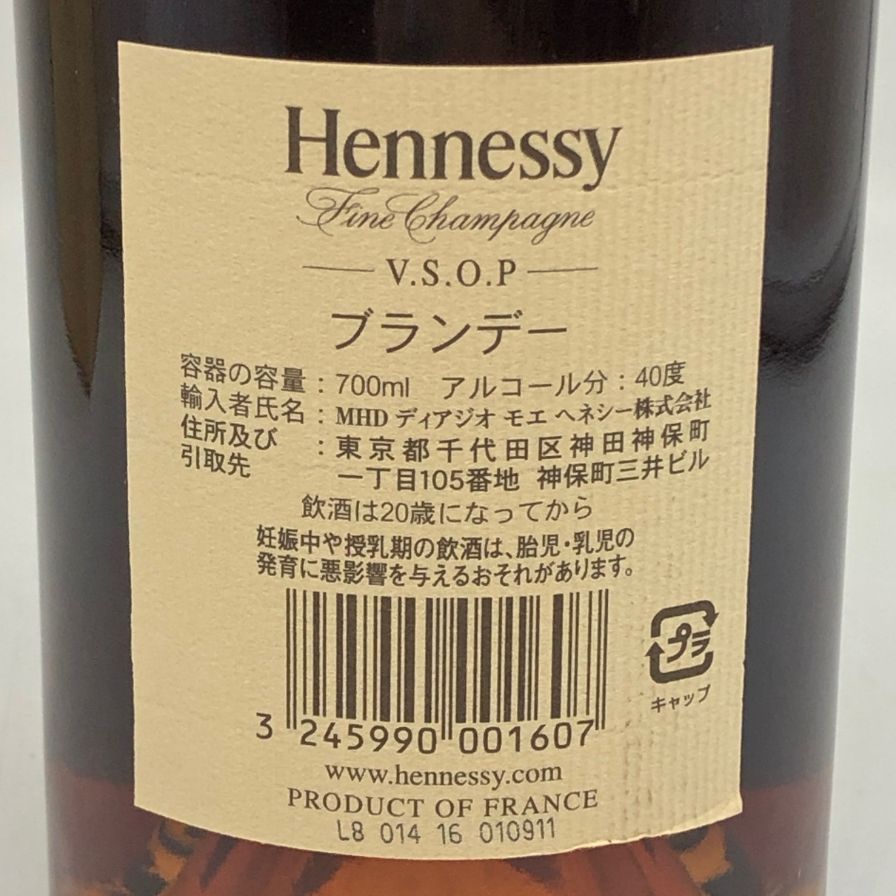 Hennessy
Fine Champagne
V.S.O.P
ブランデー
容器の容量 : 700ml アルコール分 : 40度
輸入者氏名 : MHD ディアジオ モエ ヘネシー株式会社
住所及び : 東京都千代田区神田神保町
引取先 一丁目105番地 神保町三井ビル
飲酒は20歳になってから
妊娠中や授乳期の飲酒は、胎児・乳児の
発育に悪影響を与えるおそれがあります。
プラ
キャップ
3 245990 001607
www.hennessy.com
PRODUCT OF FRANCE
L8 014 16 010911